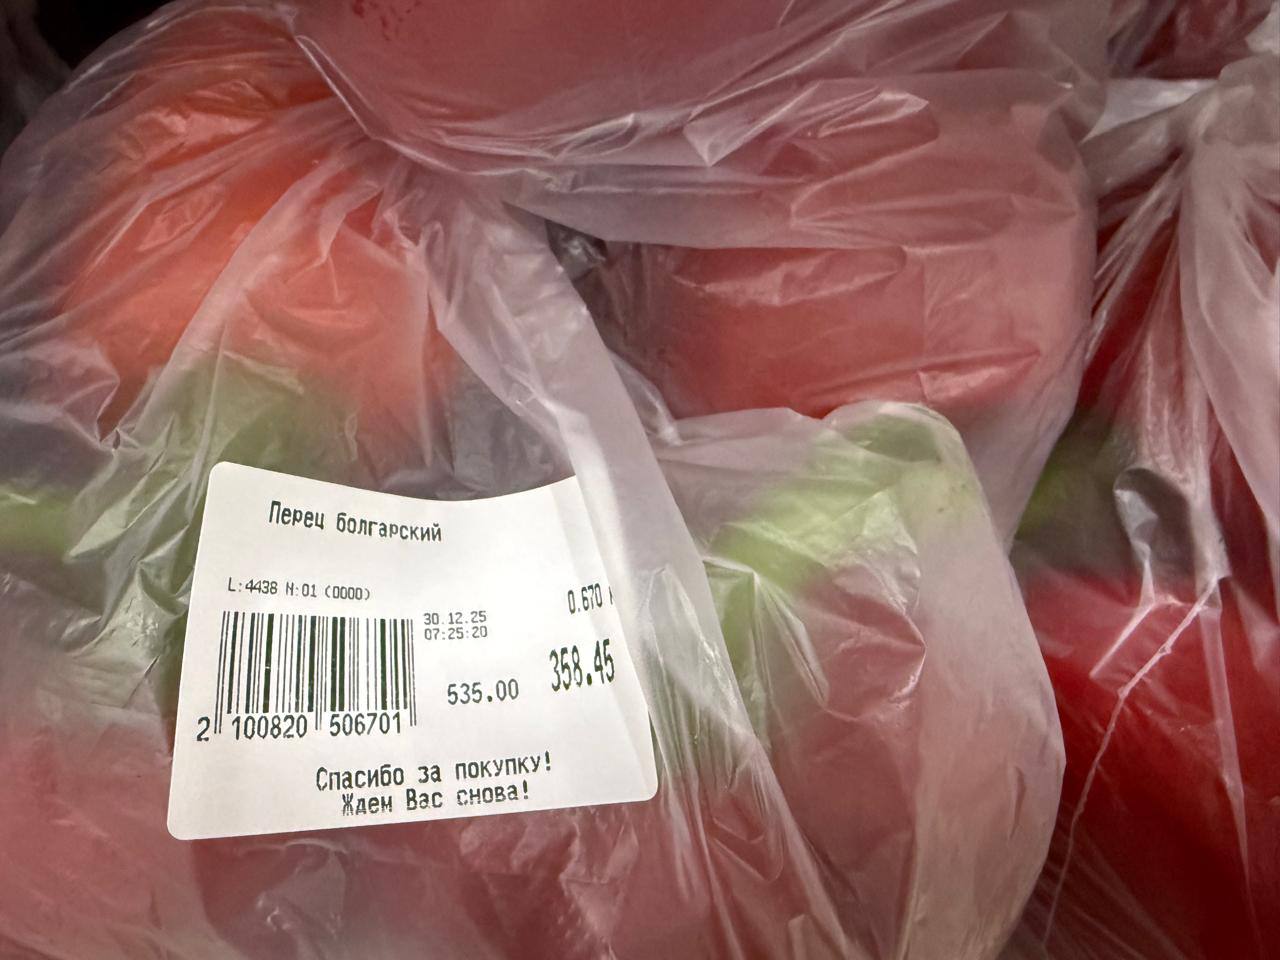 Перец болгарский
L:4438 N:01 (0000)
30.12.25
07:25:20
0.670
535.00
358.45
2 100820 506701
Спасибо за покупку!
Ждем Вас снова!